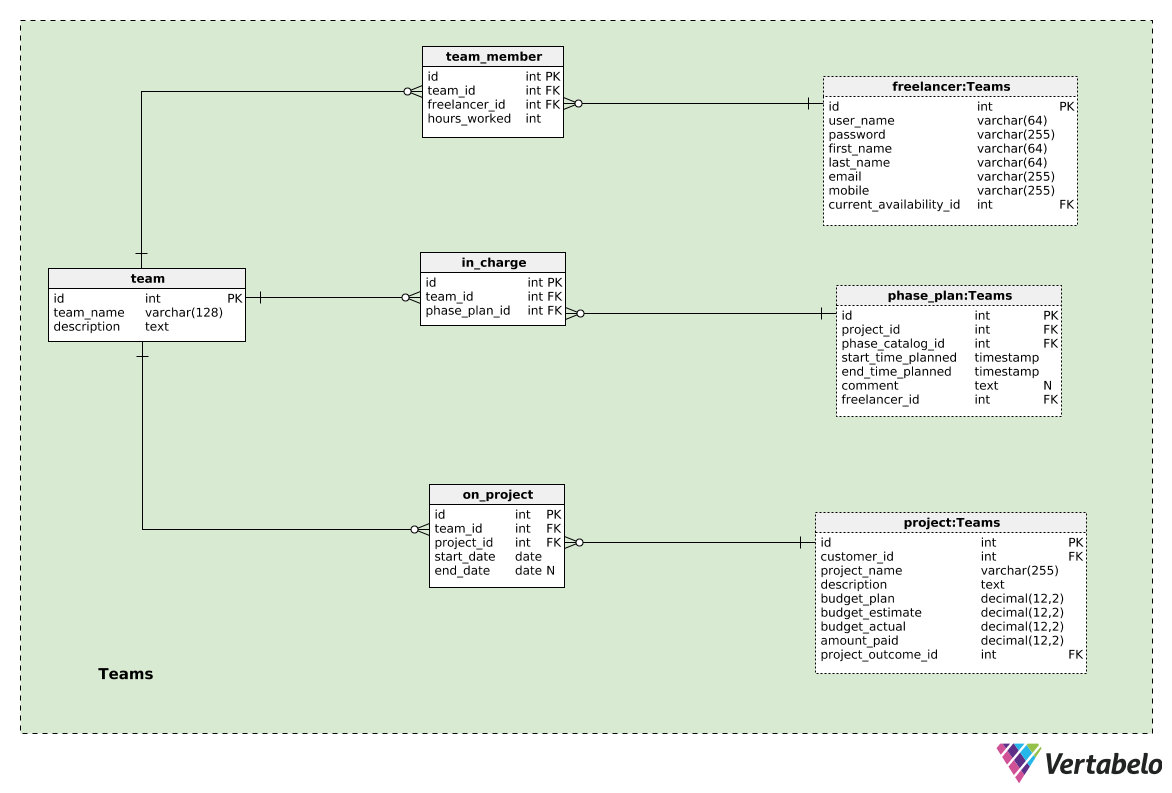 team_member
id int PK
team_id int FK
freelancer_id int FK
hours_worked int
freelancer:Teams
id int PK
user_name varchar(64)
password varchar(255)
first_name varchar(64)
last_name varchar(64)
email varchar(255)
mobile varchar(255)
current_availability_id int FK
team
id int PK
team_name varchar(128)
description text
in_charge
id int PK
team_id int FK
phase_plan_id int FK
phase_plan:Teams
id int PK
project_id int FK
phase_catalog_id int FK
start_time_planned timestamp
end_time_planned timestamp
comment text N
freelancer_id int FK
on_project
id int PK
team_id int FK
project_id int FK
start_date date
end_date date N
project:Teams
id int PK
customer_id int FK
project_name varchar(255)
description text
budget_plan decimal(12,2)
budget_estimate decimal(12,2)
budget_actual decimal(12,2)
amount_paid decimal(12,2)
project_outcome_id int FK
Teams
Vertabelo